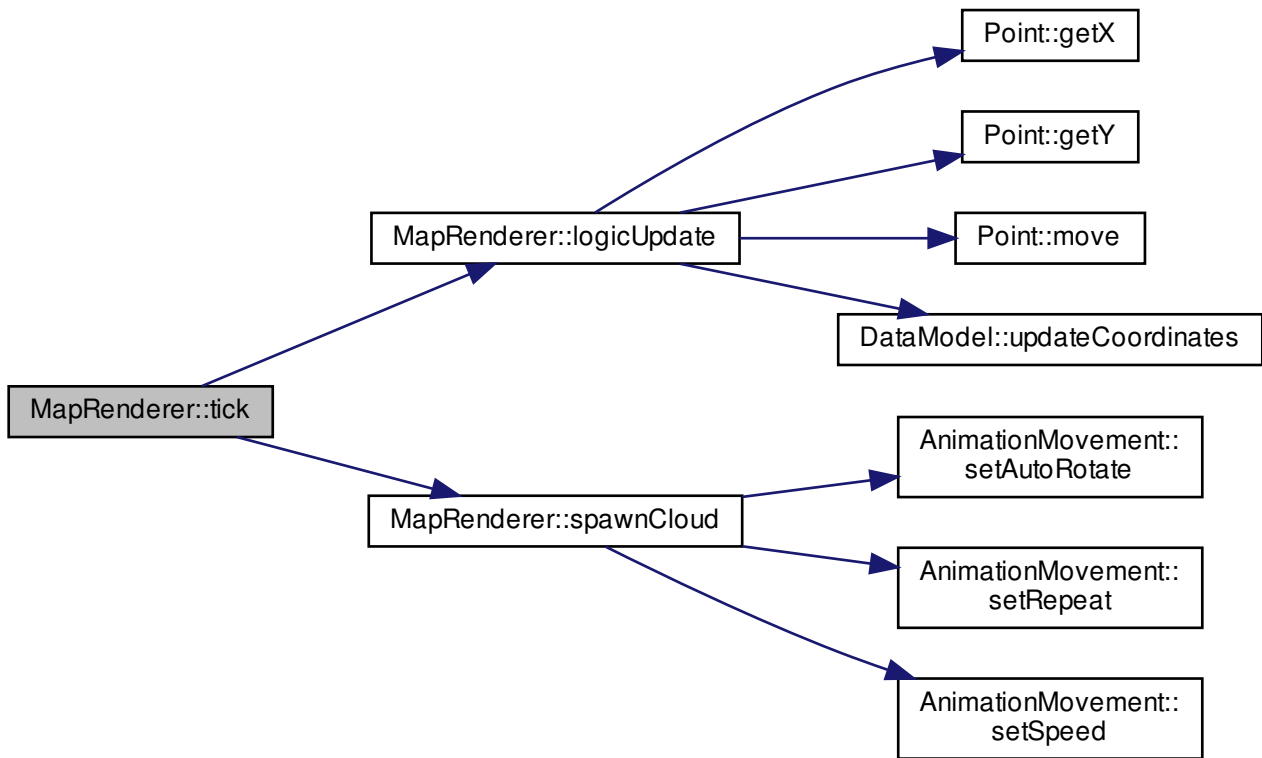 Point::getX
Point::getY
MapRenderer::logicUpdate
Point::move
DataModel::updateCoordinates
MapRenderer::tick
AnimationMovement::
setAutoRotate
MapRenderer::spawnCloud
AnimationMovement::
setRepeat
AnimationMovement::
setSpeed